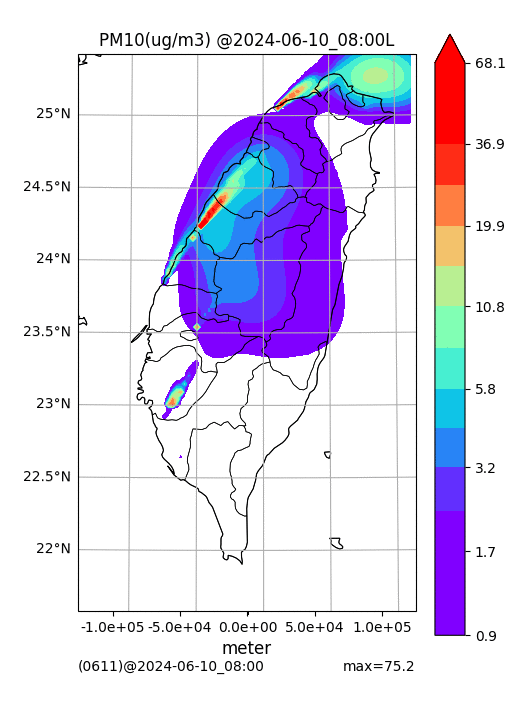 PM10(ug/m3) @2024-06-10_08:00L
68.1
25°N
36.9
24.5°N
19.9
24°N
10.8
23.5°N
5.8
23°N
3.2
22.5°N
1.7
22°N
0.9
-1.0e+05 -5.0e+04 0.0e+00 5.0e+04 1.0e+05
meter
(0611)@2024-06-10_08:00 max=75.2